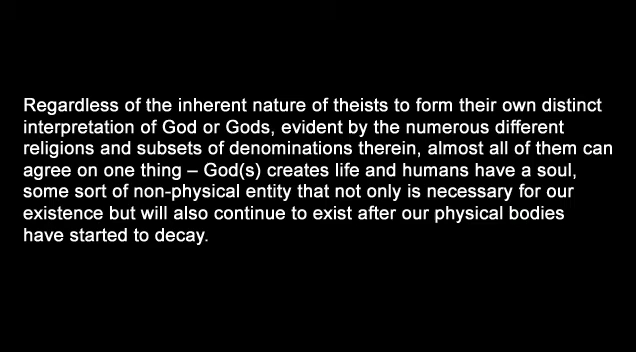 Regardless of the inherent nature of theists to form their own distinct
interpretation of God or Gods, evident by the numerous different
religions and subsets of denominations therein, almost all of them can
agree on one thing – God(s) creates life and humans have a soul,
some sort of non-physical entity that not only is necessary for our
existence but will also continue to exist after our physical bodies
have started to decay.